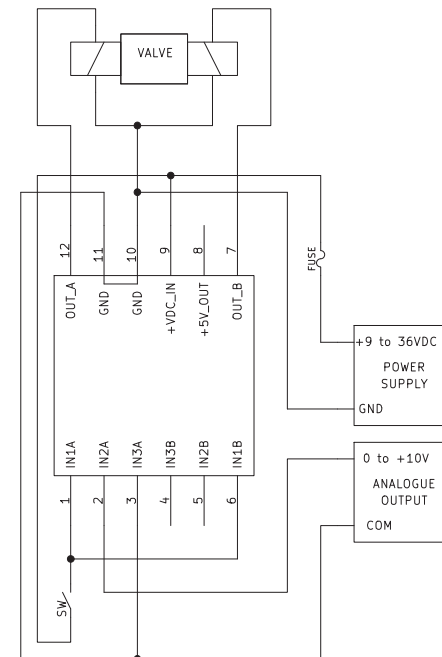 VALVE
12
11
10
9
8
7
OUT_A
GND
GND
+VDC_IN
+5V_OUT
OUT_B
FUSE
+9 to 36VDC
POWER
SUPPLY
GND
IN1A
IN2A
IN3A
IN3B
IN2B
IN1B
1
2
3
4
5
6
0 to +10V
ANALOGUE
OUTPUT
COM
SW